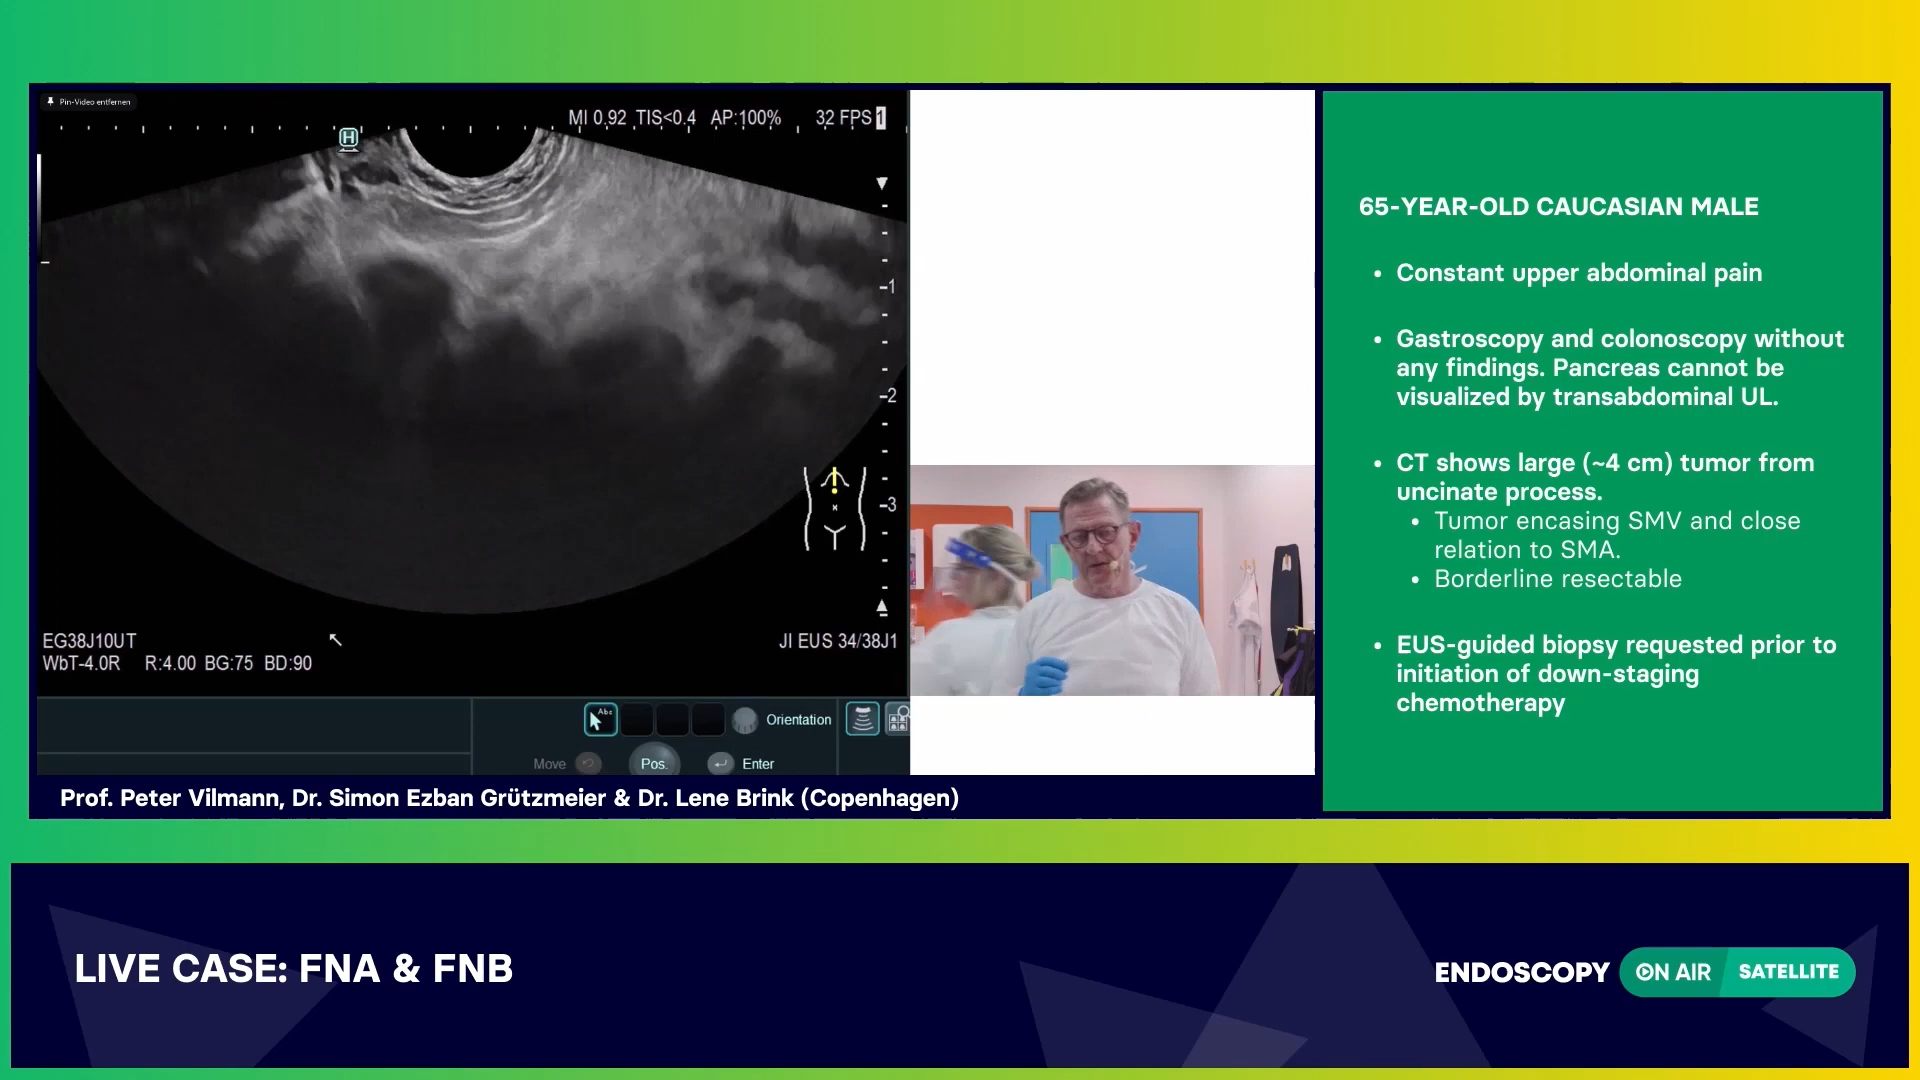 Pin-Video entfernen
MI 0.92 TIS<0.4 AP:100% 32 FPS 1
H
1
2
3
EG38J10UT
JI EUS 34/38J1
WbT-4.0R R:4.00 BG:75 BD:90
Abc
Orientation
Move
Pos.
Enter
Prof. Peter Vilmann, Dr. Simon Ezban Grützmeier & Dr. Lene Brink (Copenhagen)
65-YEAR-OLD CAUCASIAN MALE
• Constant upper abdominal pain
• Gastroscopy and colonoscopy without
any findings. Pancreas cannot be
visualized by transabdominal UL.
• CT shows large (~4 cm) tumor from
uncinate process.
• Tumor encasing SMV and close
relation to SMA.
• Borderline resectable
• EUS-guided biopsy requested prior to
initiation of down-staging
chemotherapy
LIVE CASE: FNA & FNB
ENDOSCOPY ON AIR SATELLITE